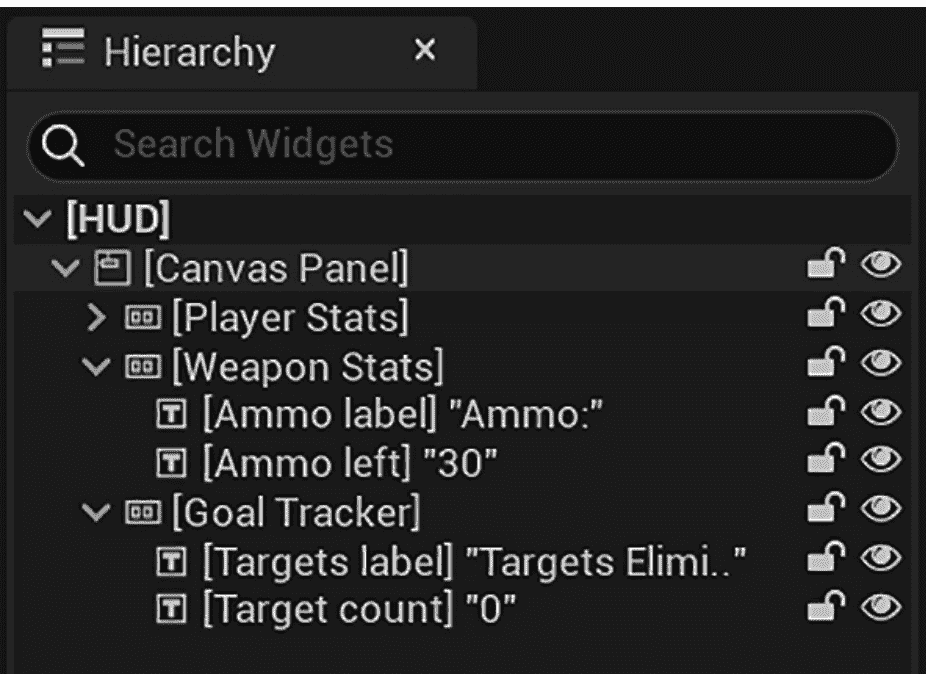 Hierarchy
Search Widgets
[HUD]
[Canvas Panel]
[Player Stats]
[Weapon Stats]
[Ammo label] "Ammo:"
[Ammo left] "30"
[Goal Tracker]
[Targets label] "Targets Elimi.."
[Target count] "0"